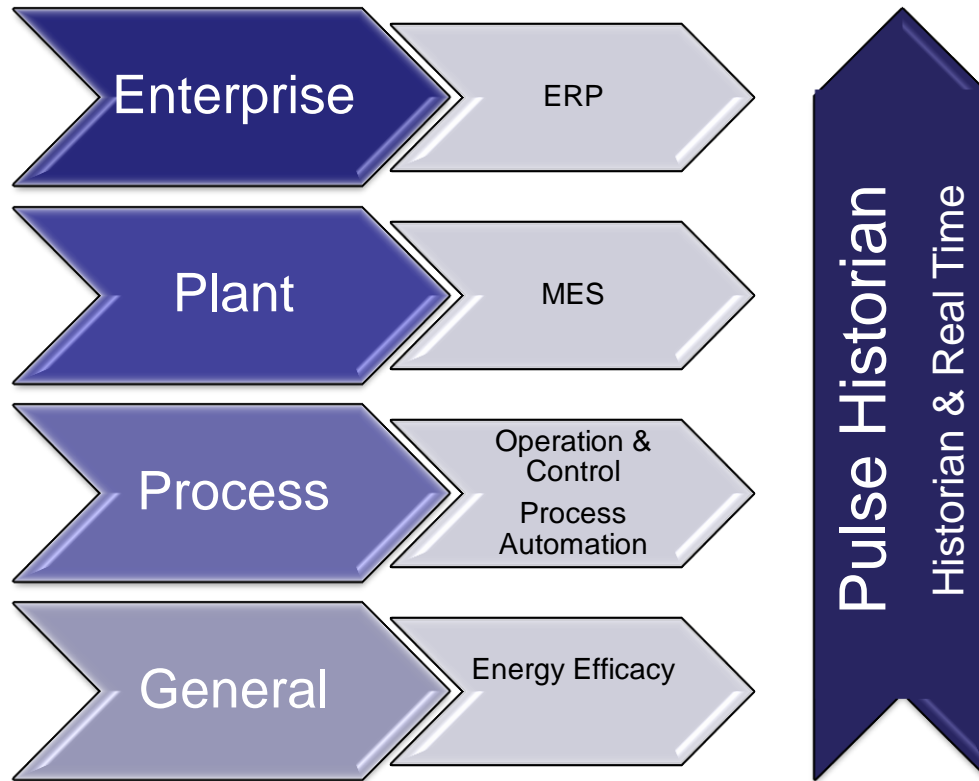 Enterprise
ERP
Plant
MES
Process
Operation &
Control
Process
Automation
General
Energy Efficacy
Pulse Historian
Historian & Real Time